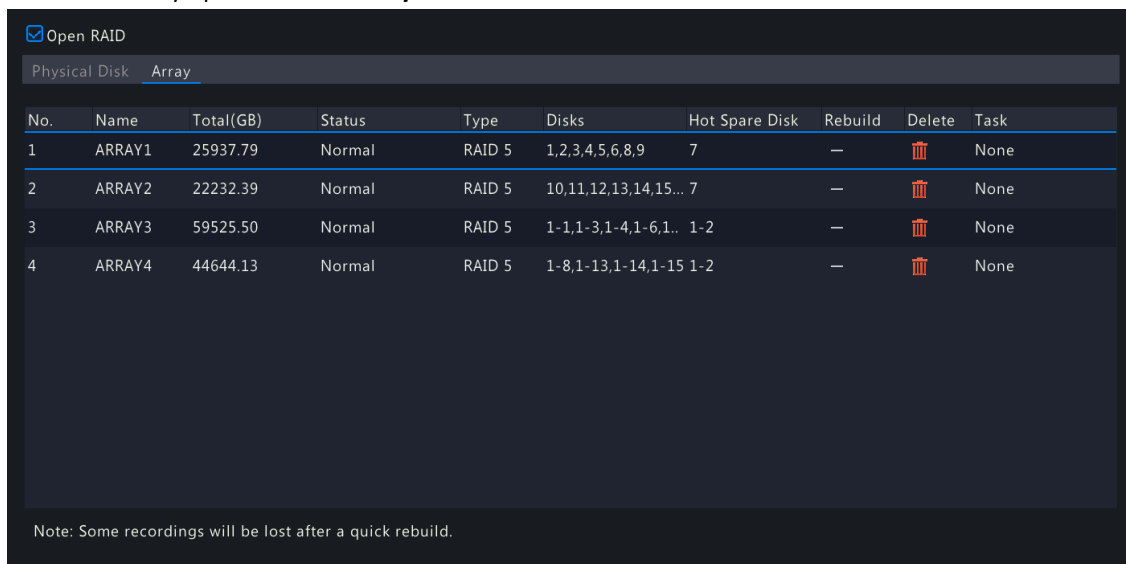 Open RAID
Physical Disk Array
No. Name Total(GB) Status Type Disks Hot Spare Disk Rebuild Delete Task
1 ARRAY1 25937.79 Normal RAID 5 1,2,3,4,5,6,8,9 7 — None
2 ARRAY2 22232.39 Normal RAID 5 10,11,12,13,14,15... 7 — None
3 ARRAY3 59525.50 Normal RAID 5 1-1,1-3,1-4,1-6,1.. 1-2 — None
4 ARRAY4 44644.13 Normal RAID 5 1-8,1-13,1-14,1-15 1-2 — None
Note: Some recordings will be lost after a quick rebuild.